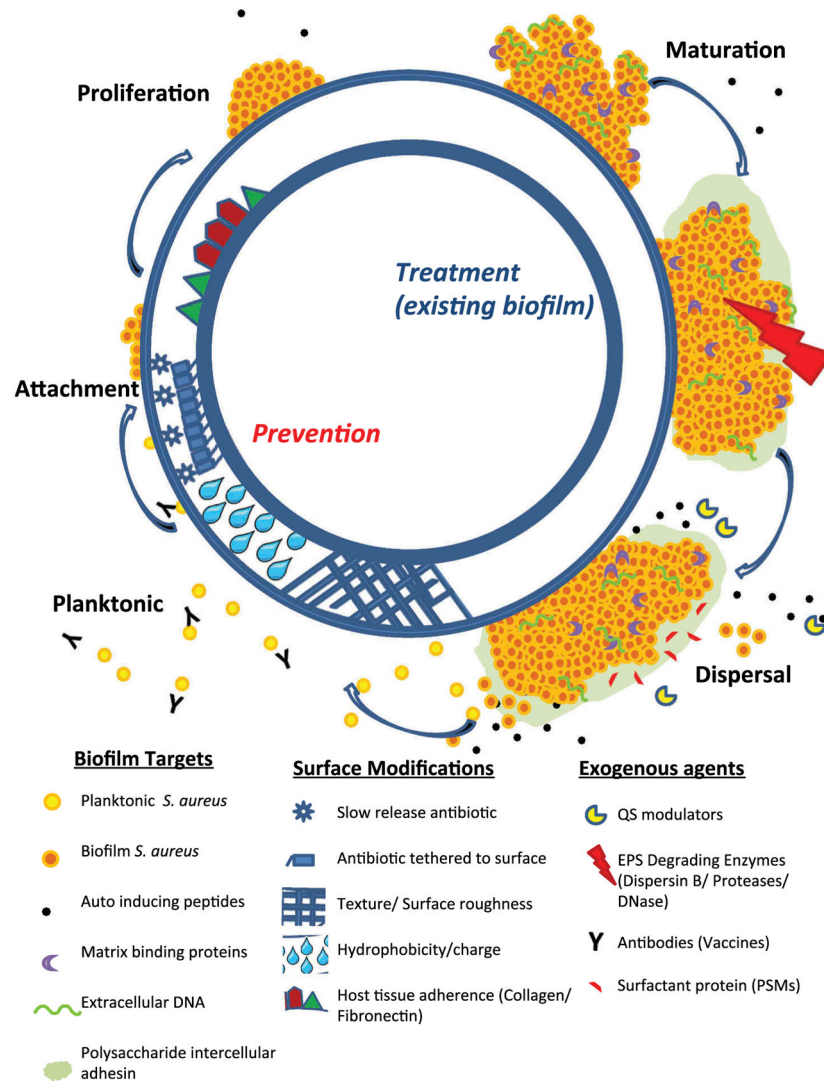 Proliferation
Maturation
Treatment
(existing biofilm)
Attachment
Prevention
Planktonic
Dispersal
Biofilm Targets
Planktonic S. aureus
Biofilm S. aureus
Auto inducing peptides
Matrix binding proteins
Extracellular DNA
Polysaccharide intercellular
adhesin
Surface Modifications
Slow release antibiotic
Antibiotic tethered to surface
Texture/ Surface roughness
Hydrophobicity/charge
Host tissue adherence (Collagen/
Fibronectin)
Exogenous agents
QS modulators
EPS Degrading Enzymes
(Dispersin B/ Proteases/
DNase)
Antibodies (Vaccines)
Surfactant protein (PSMs)